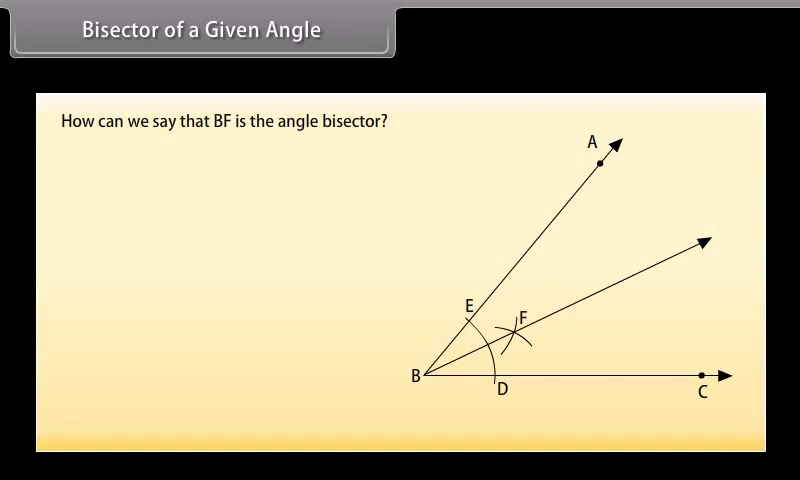 Bisector of a Given Angle
How can we say that BF is the angle bisector?
A
E
F
B
D
C